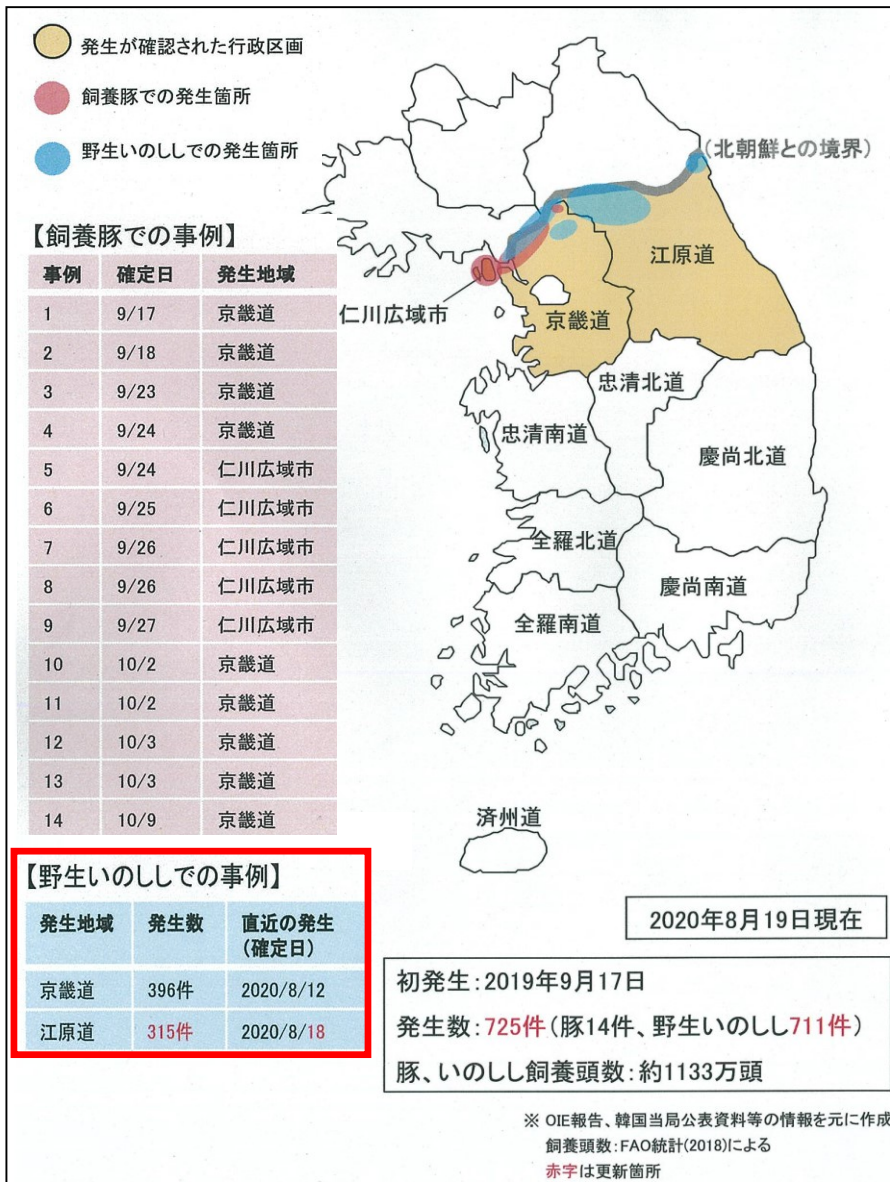 発生が確認された行政区画
飼養豚での発生箇所
野生いのししでの発生箇所
(北朝鮮との境界)
江原道
仁川広域市
京畿道
忠清北道
忠清南道
慶尚北道
全羅北道
慶尚南道
全羅南道
済州道
【飼養豚での事例】
事例 確定日 発生地域
1 9/17 京畿道
2 9/18 京畿道
3 9/23 京畿道
4 9/24 京畿道
5 9/24 仁川広域市
6 9/25 仁川広域市
7 9/26 仁川広域市
8 9/26 仁川広域市
9 9/27 仁川広域市
10 10/2 京畿道
11 10/2 京畿道
12 10/3 京畿道
13 10/3 京畿道
14 10/9 京畿道
【野生いのししでの事例】
発生地域 発生数 直近の発生
(確定日)
京畿道 396件 2020/8/12
江原道 315件 2020/8/18
2020年8月19日現在
初発生:2019年9月17日
発生数:725件(豚14件、野生いのしし711件)
豚、いのしし飼養頭数:約1133万頭
※ OIE報告、韓国当局公表資料等の情報を元に作成
飼養頭数:FAO統計(2018)による
赤字は更新箇所